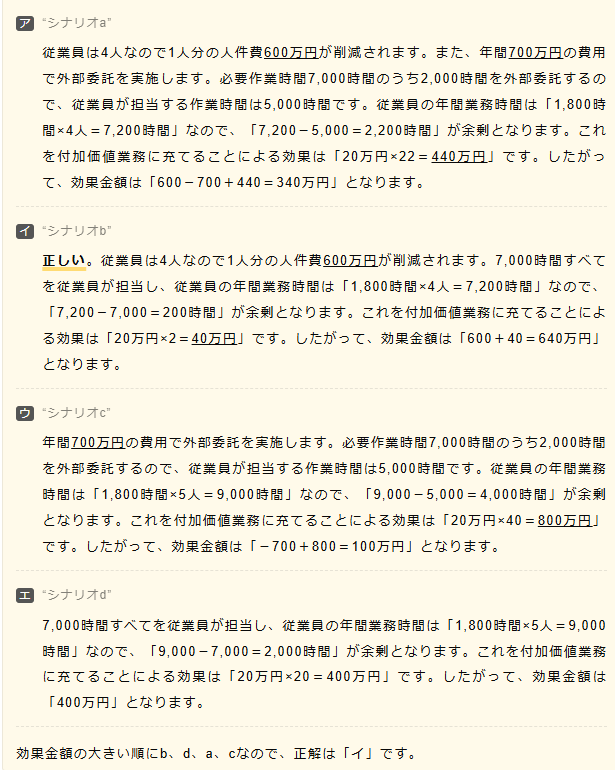 ア "シナリオa"
従業員は4人なので1人分の人件費600万円が削減されます。また、年間700万円の費用
で外部委託を実施します。必要作業時間7,000時間のうち2,000時間を外部委託するの
で、従業員が担当する作業時間は5,000時間です。従業員の年間業務時間は「1,800時
間×4人＝7,200時間」なので、「7,200－5,000＝2,200時間」が余剰となります。これ
を付加価値業務に充てることによる効果は「20万円×22＝440万円」です。したがっ
て、効果金額は「600－700＋440＝340万円」となります。
イ "シナリオb"
正しい。従業員は4人なので1人分の人件費600万円が削減されます。7,000時間すべて
を従業員が担当し、従業員の年間業務時間は「1,800時間×4人＝7,200時間」なので、
「7,200－7,000＝200時間」が余剰となります。これを付加価値業務に充てることによ
る効果は「20万円×2＝40万円」です。したがって、効果金額は「600＋40＝640万円」
となります。
ウ "シナリオc"
年間700万円の費用で外部委託を実施します。必要作業時間7,000時間のうち2,000時間
を外部委託するので、従業員が担当する作業時間は5,000時間です。従業員の年間業務
時間は「1,800時間×5人＝9,000時間」なので、「9,000－5,000＝4,000時間」が余剰
となります。これを付加価値業務に充てることによる効果は「20万円×40＝800万円」
です。したがって、効果金額は「－700＋800＝100万円」となります。
エ "シナリオd"
7,000時間すべてを従業員が担当し、従業員の年間業務時間は「1,800時間×5人＝9,000
時間」なので、「9,000－7,000＝2,000時間」が余剰となります。これを付加価値業務
に充てることによる効果は「20万円×20＝400万円」です。したがって、効果金額は
「400万円」となります。
効果金額の大きい順にb、d、a、cなので、正解は「イ」です。